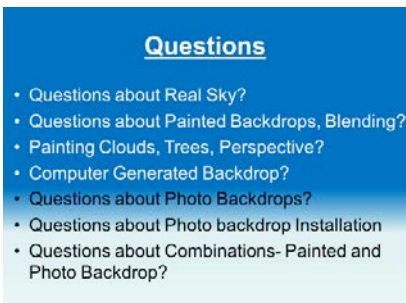 Questions
• Questions about Real Sky?
• Questions about Painted Backdrops, Blending?
• Painting Clouds, Trees, Perspective?
• Computer Generated Backdrop?
• Questions about Photo Backdrops?
• Questions about Photo backdrop Installation
• Questions about Combinations- Painted and
Photo Backdrop?